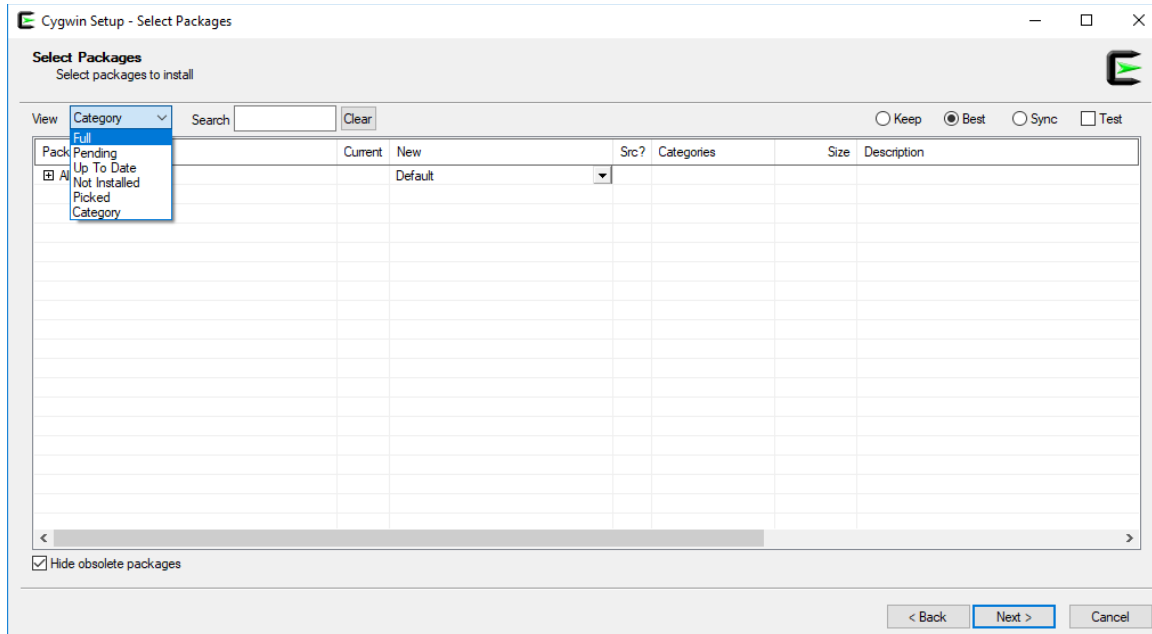 Cygwin Setup - Select Packages
Select Packages
Select packages to install
View Category Search Clear Keep Best Sync Test
Full
Pending
Up To Date
Not Installed
Picked
Category
Current New Src? Categories Size Description
Default
Hide obsolete packages
< Back Next > Cancel